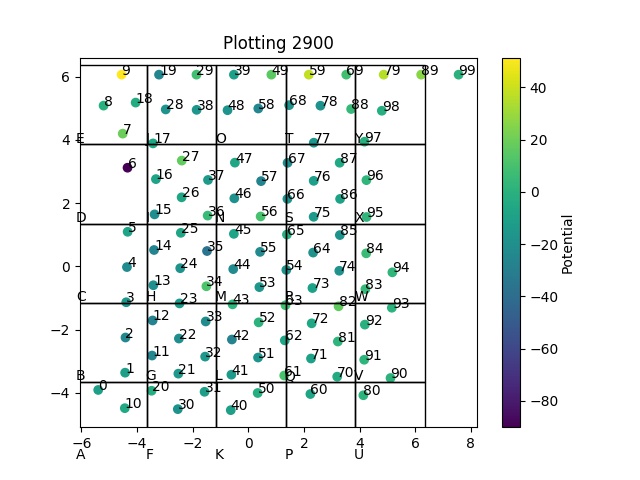 Plotting 2900
9 19 29 39 49 59 69 79 89 99
8 18 28 38 48 58 68 78 88 98
7 17 27 37 47 57 67 77 87 97
6 16 26 36 46 56 66 76 86 96
5 15 25 35 45 55 65 75 85 95
4 14 24 34 44 54 64 74 84 94
3 13 23 33 43 53 63 73 83 93
2 12 22 32 42 52 62 72 82 92
1 11 21 31 41 51 61 71 81 91
0 10 20 30 40 50 60 70 80 90
E O T Y
D N S X
C H M R W
B G L Q V
A F K P U
6
4
2
0
−2
−4
−6 −4 −2 0 2 4 6 8
40
20
0
−20
−40
−60
−80
Potential